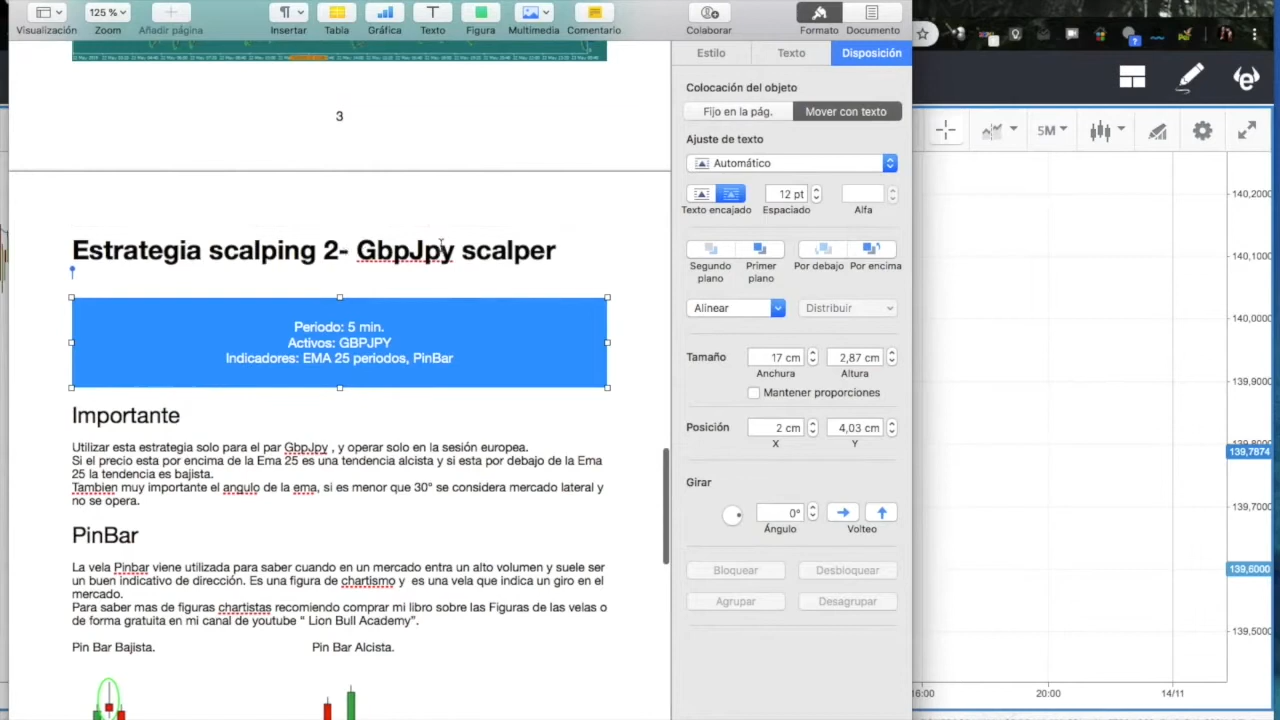 125 %
Visualización
Zoom
Añadir página
Insertar
Tabla
Gráfica
Texto
Figura
Multimedia
Comentario
Colaborar
Formato
Documento
3
Estrategia scalping 2- GbpJpy scalper
Periodo: 5 min.
Activos: GBPJPY
Indicadores: EMA 25 periodos, PinBar
Importante
Utilizar esta estrategia solo para el par GbpJpy , y operar solo en la sesión europea.
Si el precio esta por encima de la Ema 25 es una tendencia alcista y si esta por debajo de la Ema
25 la tendencia es bajista.
Tambien muy importante el angulo de la ema, si es menor que 30° se considera mercado lateral y
no se opera.
PinBar
La vela Pinbar viene utilizada para saber cuando en un mercado entra un alto volumen y suele ser
un buen indicativo de dirección. Es una figura de chartismo y es una vela que indica un giro en el
mercado.
Para saber mas de figuras chartistas recomiendo comprar mi libro sobre las Figuras de las velas o
de forma gratuita en mi canal de youtube “ Lion Bull Academy”.
Pin Bar Bajista.
Pin Bar Alcista.
Estilo
Texto
Disposición
Colocación del objeto
Fijo en la pág.
Mover con texto
Ajuste de texto
Automático
12 pt
Texto encajado
Espaciado
Alfa
Segundo
plano
Primer
plano
Por debajo
Por encima
Alinear
Distribuir
Tamaño
17 cm
2,87 cm
Anchura
Altura
Mantener proporciones
Posición
2 cm
4,03 cm
X
Y
Girar
0°
Ángulo
Volteo
Bloquear
Desbloquear
Agrupar
Desagrupar
5M
140,2000
140,1000
140,0000
139,9000
139,7874
139,7000
139,6000
139,5000
16:00
20:00
14/11